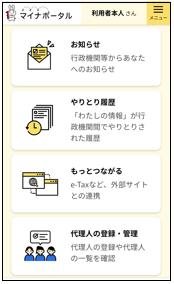 マイナポータル
利用者本人 さん
メニュー
お知らせ
行政機関等からあなた
へのお知らせ
やりとり履歴
「わたしの情報」が行
政機関間でやりとりさ
れた履歴
もっとつながる
e-Taxなど、外部サイト
との連携
代理人の登録・管理
代理人の登録や代理人
の一覧を確認